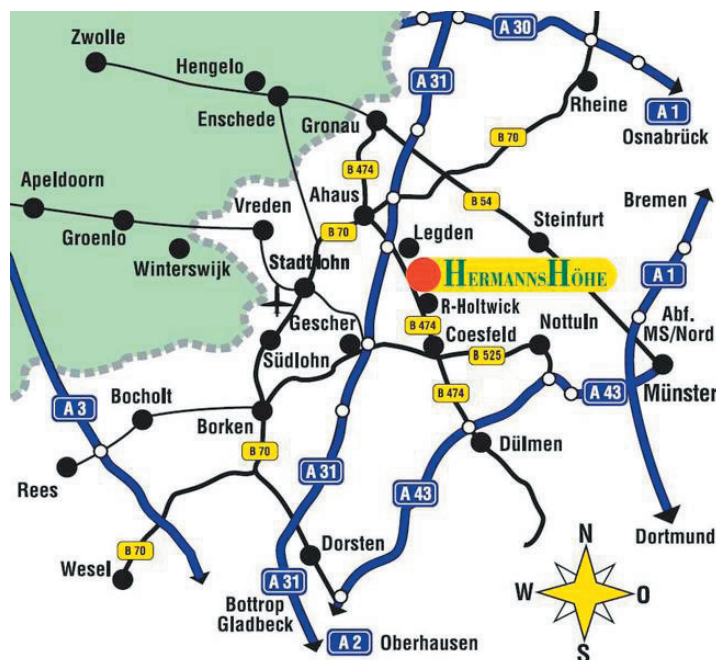 A 30
Zwolle
A 31
Hengelo
Rheine
Enschede
A 1
Gronau
Osnabrück
B 70
B 474
Apeldoorn
Ahaus
Bremen
Vreden
B 54
Steinfurt
Groenlo
B 70
Legden
Winterswijk
Stadtlohn
HERMANNSHÖHE
A 1
R-Holtwick
Abf.
MS/Nord
Gescher
B 474
Coesfeld
Nottuln
Südlohn
B 525
Münster
Bocholt
B 474
A 43
A 3
Borken
Dülmen
B 70
A 31
Rees
A 43
Dortmund
B 70
Dorsten
N
Wesel
A 31
W
O
Bottrop
Gladbeck
A 2
Oberhausen
S